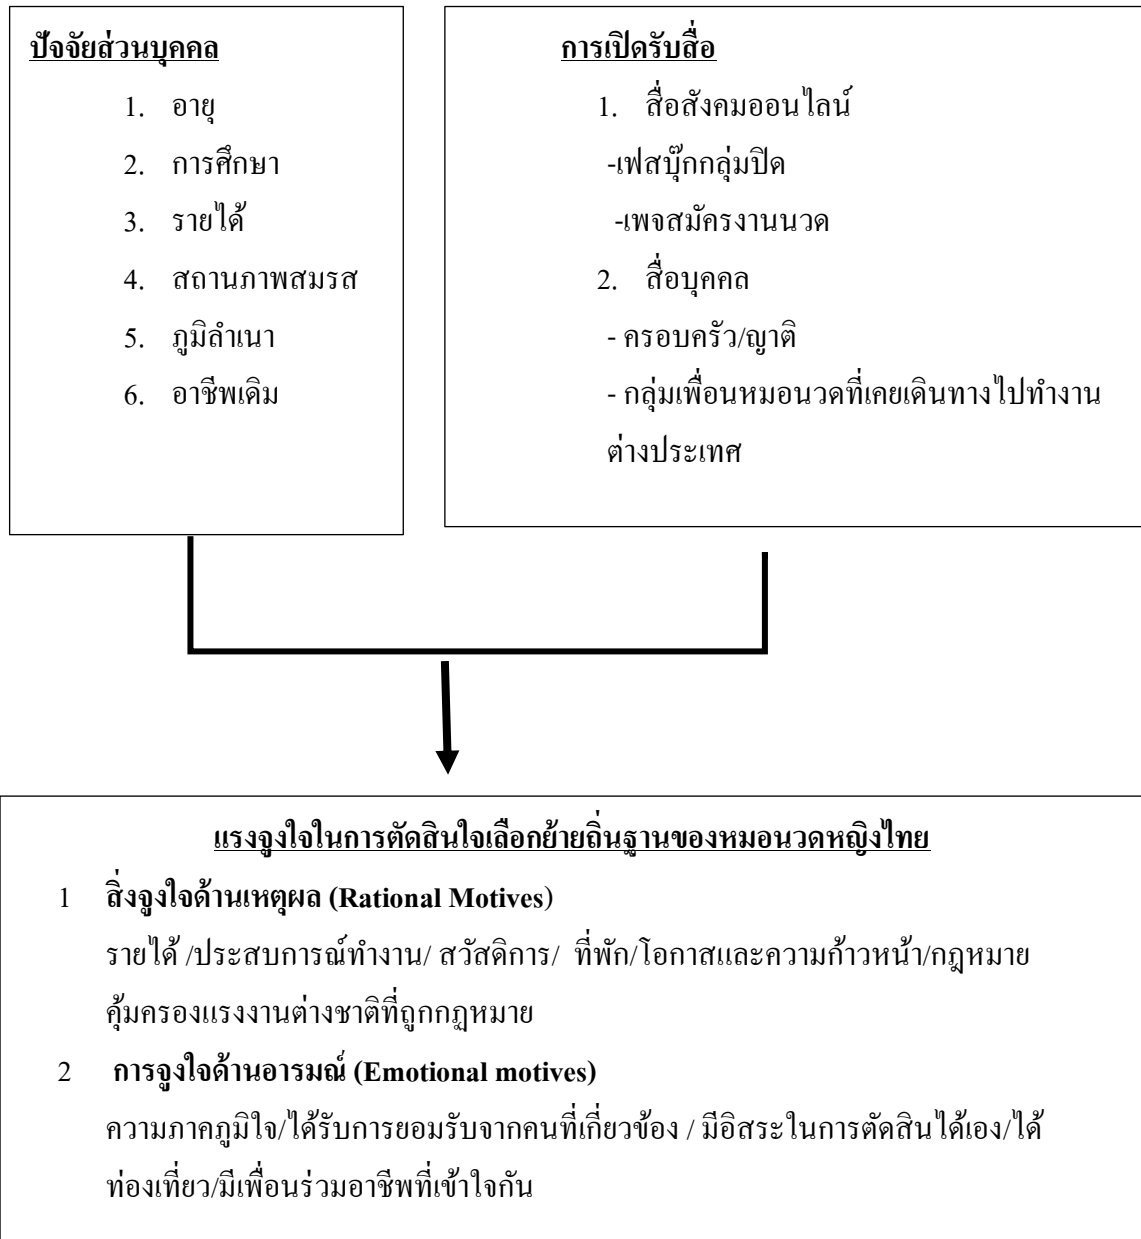 ปัจจัยส่วนบุคคล
1. อายุ
2. การศึกษา
3. รายได้
4. สถานภาพสมรส
5. ภูมิลำเนา
6. อาชีพเดิม
การเปิดรับสื่อ
1. สื่อสังคมออนไลน์
-เฟสบุ๊กกลุ่มปิด
-เพจสมัครงานนวด
2. สื่อบุคคล
- ครอบครัว/ญาติ
- กลุ่มเพื่อนหมอนวดที่เคยเดินทางไปทำงาน
ต่างประเทศ
แรงจูงใจในการตัดสินใจเลือกย้ายถิ่นฐานของหมอนวดหญิงไทย
1 สิ่งจูงใจด้านเหตุผล (Rational Motives)
รายได้ /ประสบการณ์ทำงาน/ สวัสดิการ/ ที่พัก/โอกาสและความก้าวหน้า/กฎหมาย
คุ้มครองแรงงานต่างชาติที่ถูกกฏหมาย
2 การจูงใจด้านอารมณ์ (Emotional motives)
ความภาคภูมิใจ/ได้รับการยอมรับจากคนที่เกี่ยวข้อง / มีอิสระในการตัดสินได้เอง/ได้
ท่องเที่ยว/มีเพื่อนร่วมอาชีพที่เข้าใจกัน